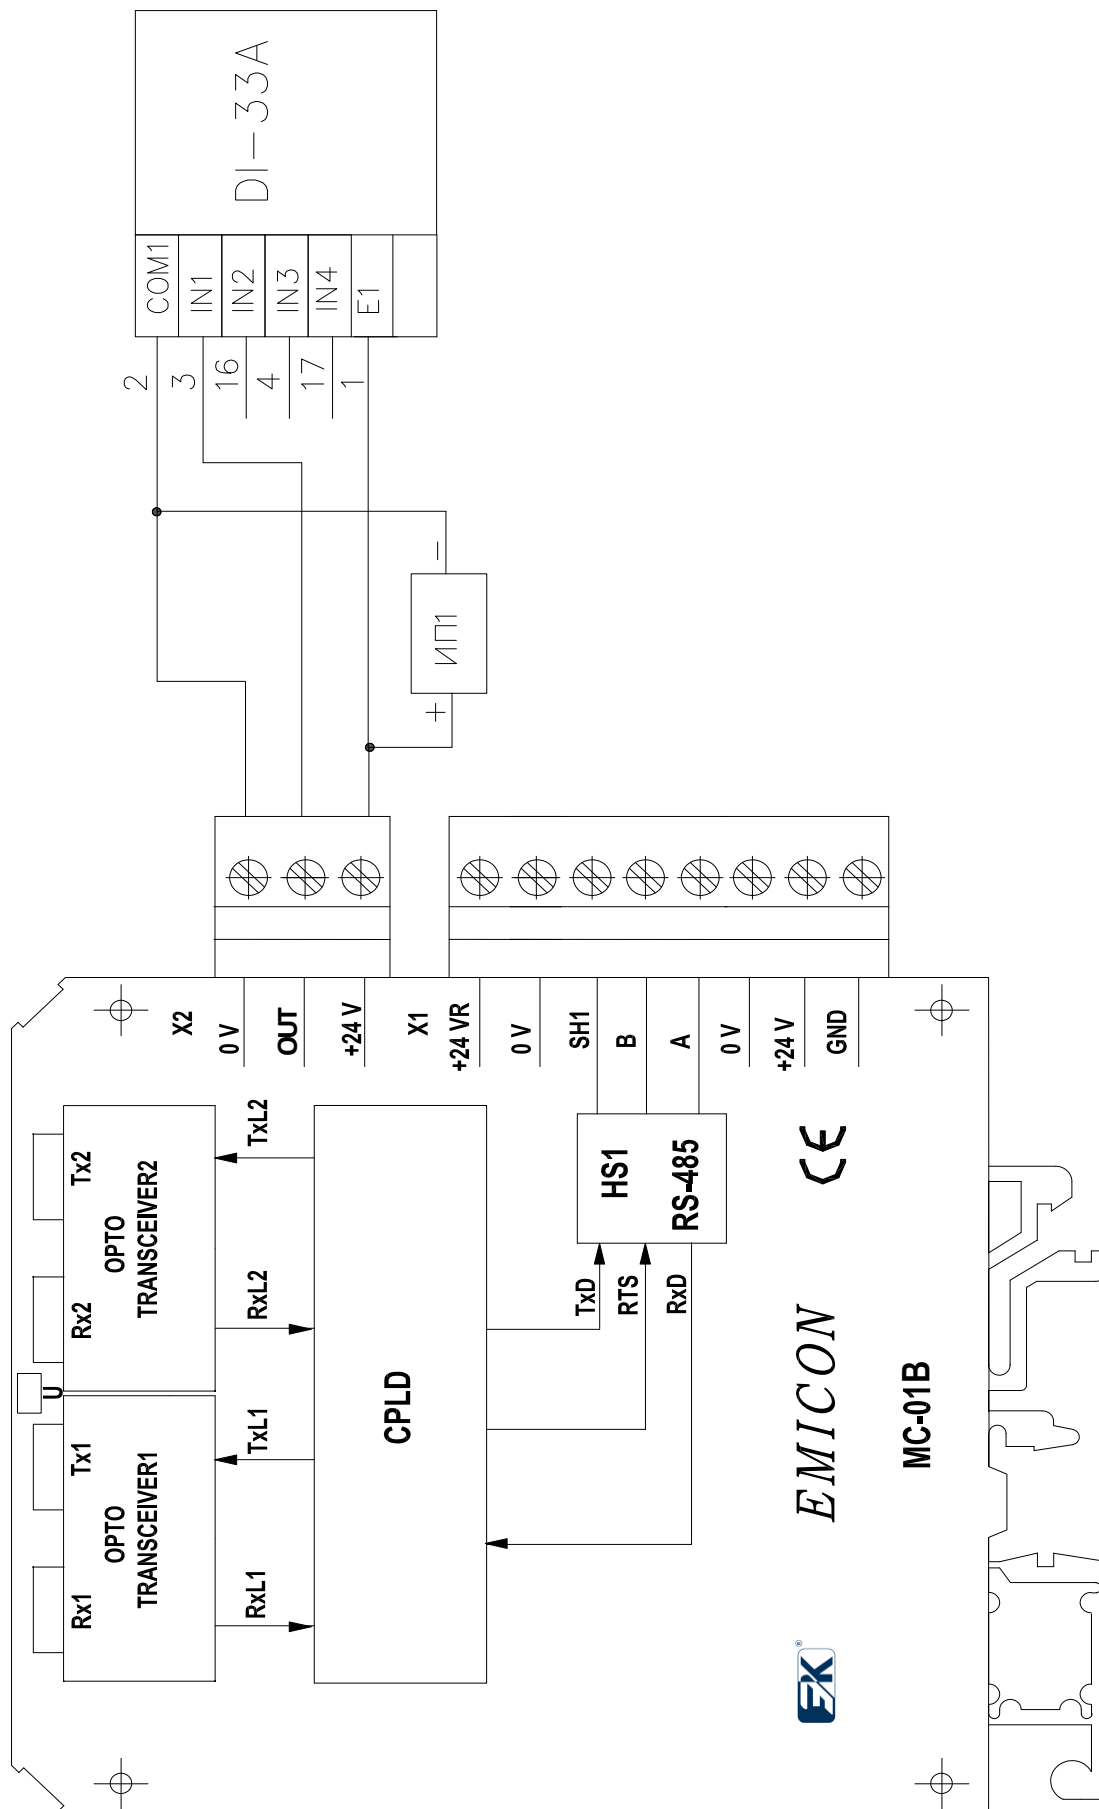 DI-33A
COM1
IN1
IN2
IN3
IN4
E1
2
3
16
4
17
1
-
ИП1
+
X2
0 V
OUT
+24 V
X1
+24 VR
0 V
SH1
B
A
0 V
+24 V
GND
Tx2
Rx2
OPTO
TRANSCEIVER2
TxL2
RxL2
U
Tx1
Rx1
OPTO
TRANSCEIVER1
TxL1
RxL1
CPLD
HS1
RS-485
TxD
RTS
RxD
CE
EMICON
MC-01B
EK®